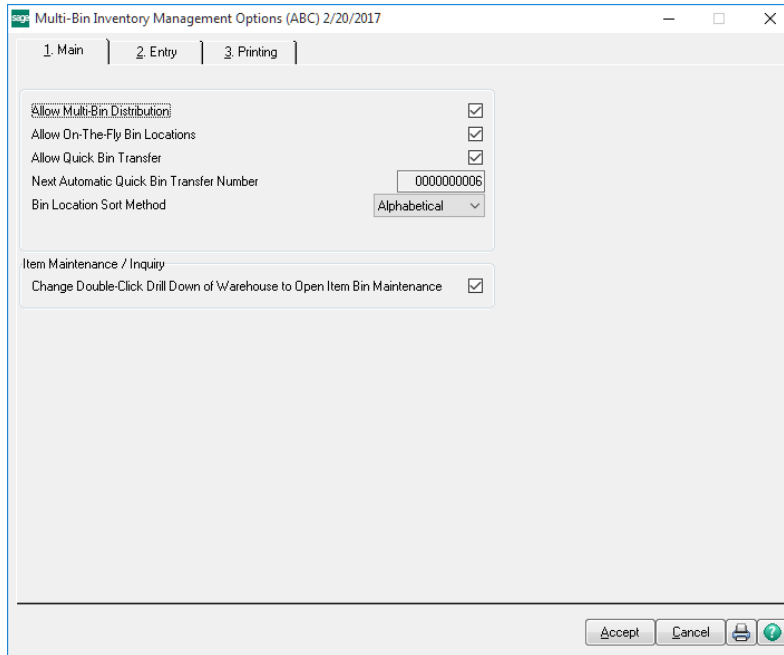 sage Multi-Bin Inventory Management Options (ABC) 2/20/2017
1. Main 2. Entry 3. Printing
Allow Multi-Bin Distribution
Allow On-The-Fly Bin Locations
Allow Quick Bin Transfer
Next Automatic Quick Bin Transfer Number 0000000006
Bin Location Sort Method Alphabetical
Item Maintenance / Inquiry
Change Double-Click Drill Down of Warehouse to Open Item Bin Maintenance
Accept Cancel ?